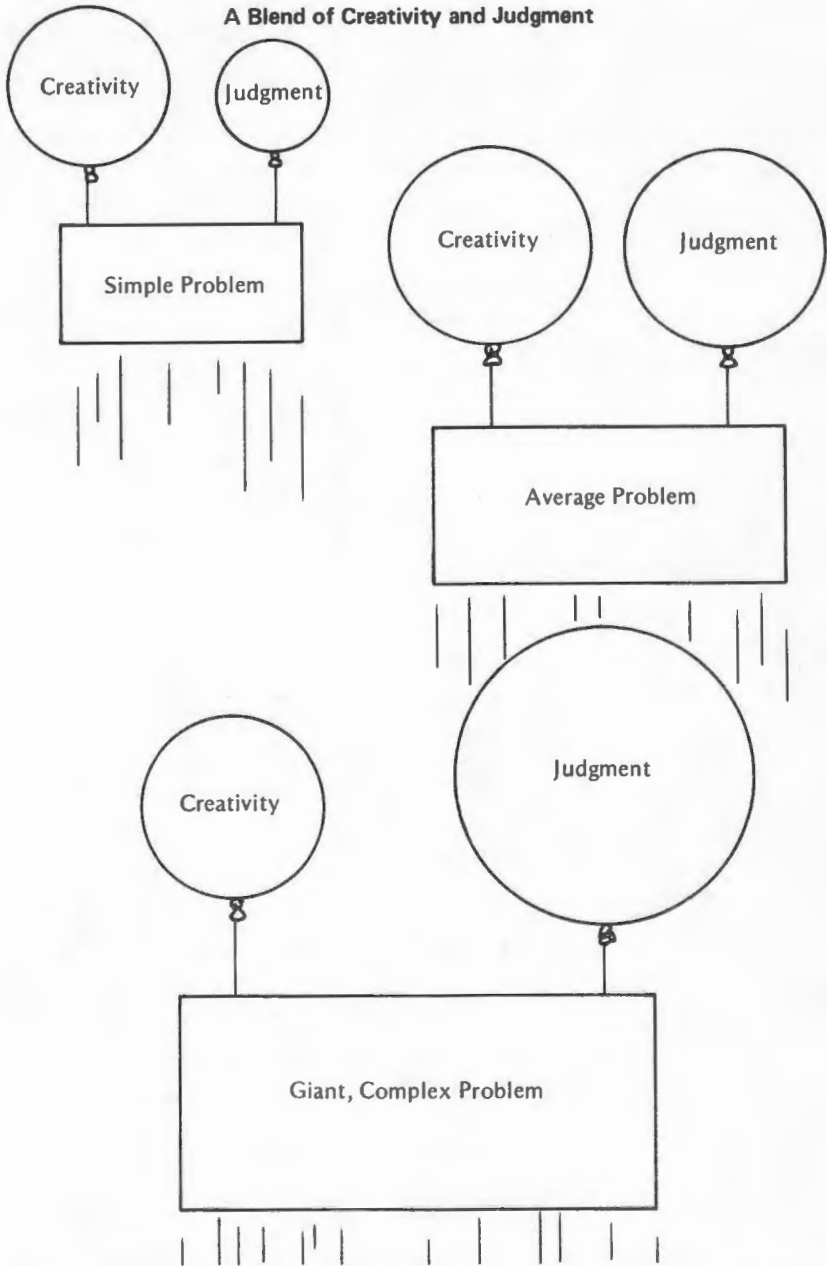 A Blend of Creativity and Judgment
Creativity
Judgment
Simple Problem
Creativity
Judgment
Average Problem
Creativity
Judgment
Giant, Complex Problem